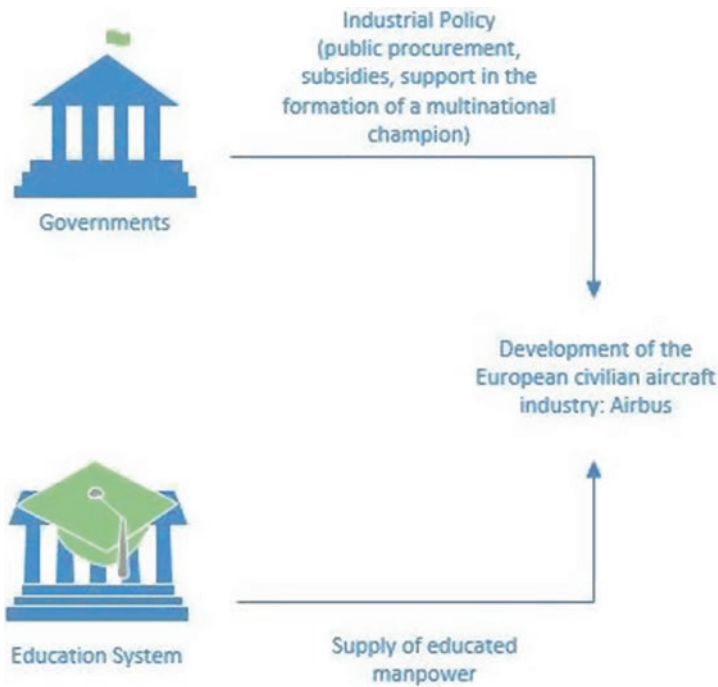 Industrial Policy
(public procurement,
subsidies, support in the
formation of a multinational
champion)
Governments
Development of the
European civilian aircraft
industry: Airbus
Education System
Supply of educated
manpower